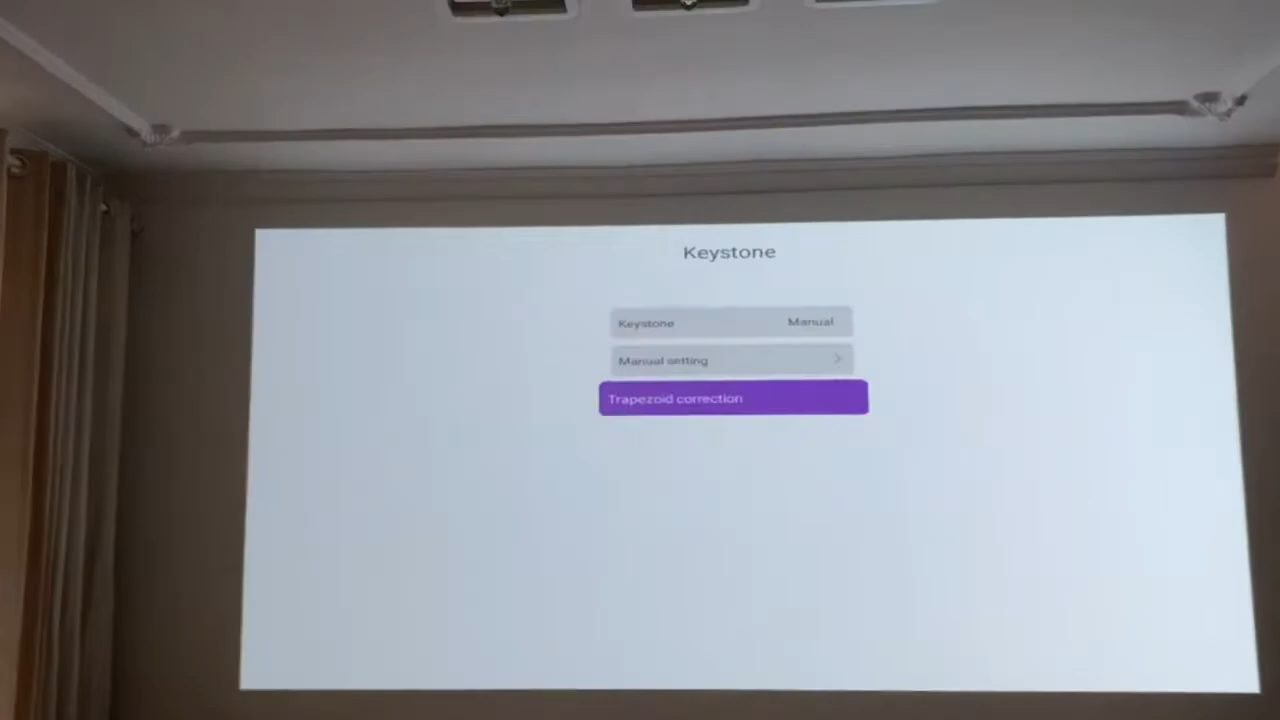 Keystone
Keystone Manual
Manual setting
Trapezoid correction